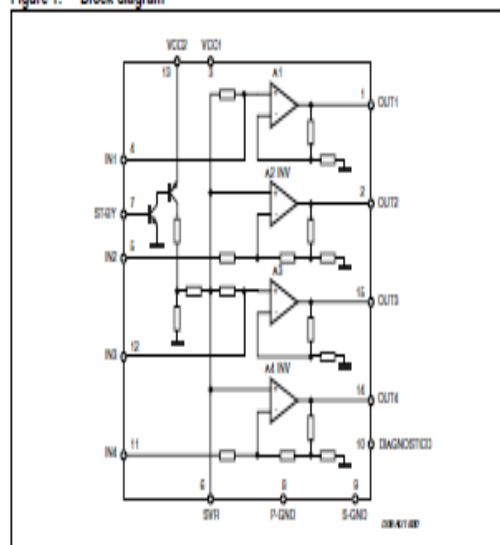 Figure 1. Block diagram
VCC2 VCC1
13 3
A1
1 OUT1
IN1 4
A2 INV
ST-BY 7
2 OUT2
IN2 5
A3
15 OUT3
IN3 12
A4 INV
14 OUT4
10 DIAGNOSTICO
IN4 11
6 8 9
SVR P-GND S-GND